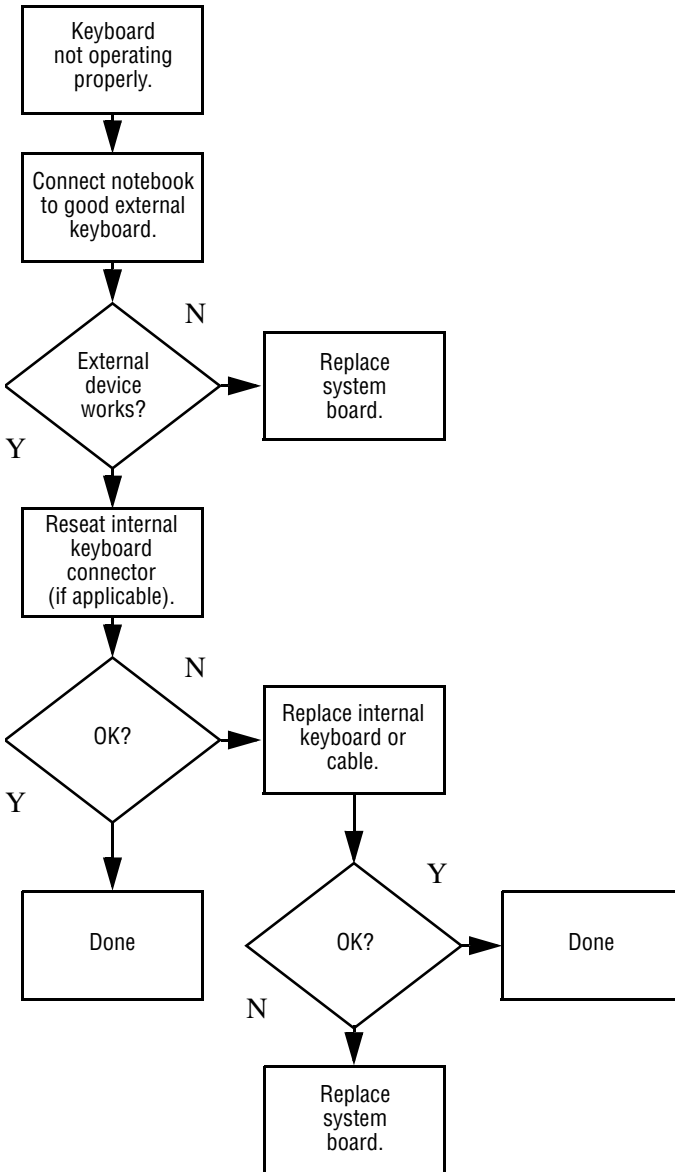 Keyboard
not operating
properly.
Connect notebook
to good external
keyboard.
N
External
device
works?
Replace
system
board.
Y
Reseat internal
keyboard
connector
(if applicable).
N
OK?
Replace internal
keyboard or
cable.
Y
Y
Done
OK?
Done
N
Replace
system
board.